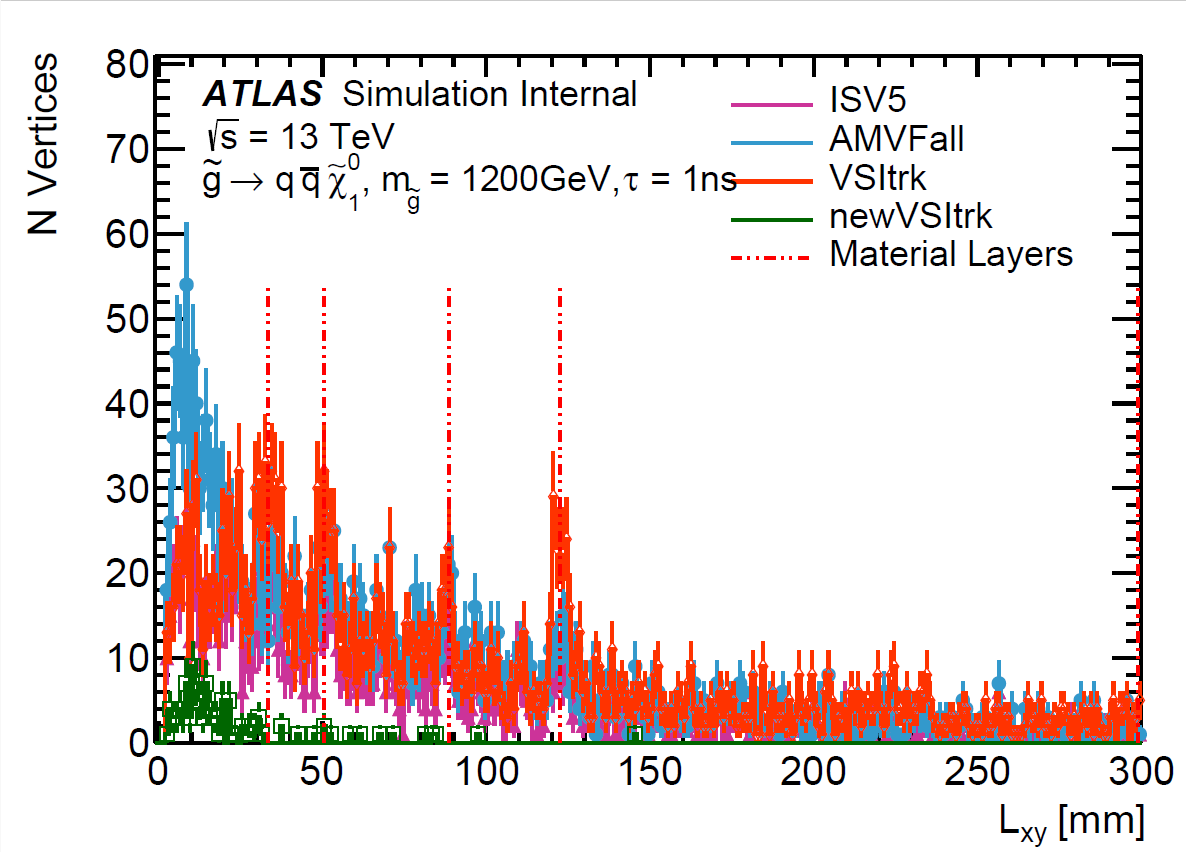 ATLAS Simulation Internal
√s = 13 TeV
g̃ → q q̅ χ̃₁⁰, m_g̃ = 1200GeV, τ = 1ns
ISV5
AMVFall
VSItrk
newVSItrk
Material Layers
N Vertices
80
70
60
50
40
30
20
10
0
0 50 100 150 200 250 300
L_xy [mm]